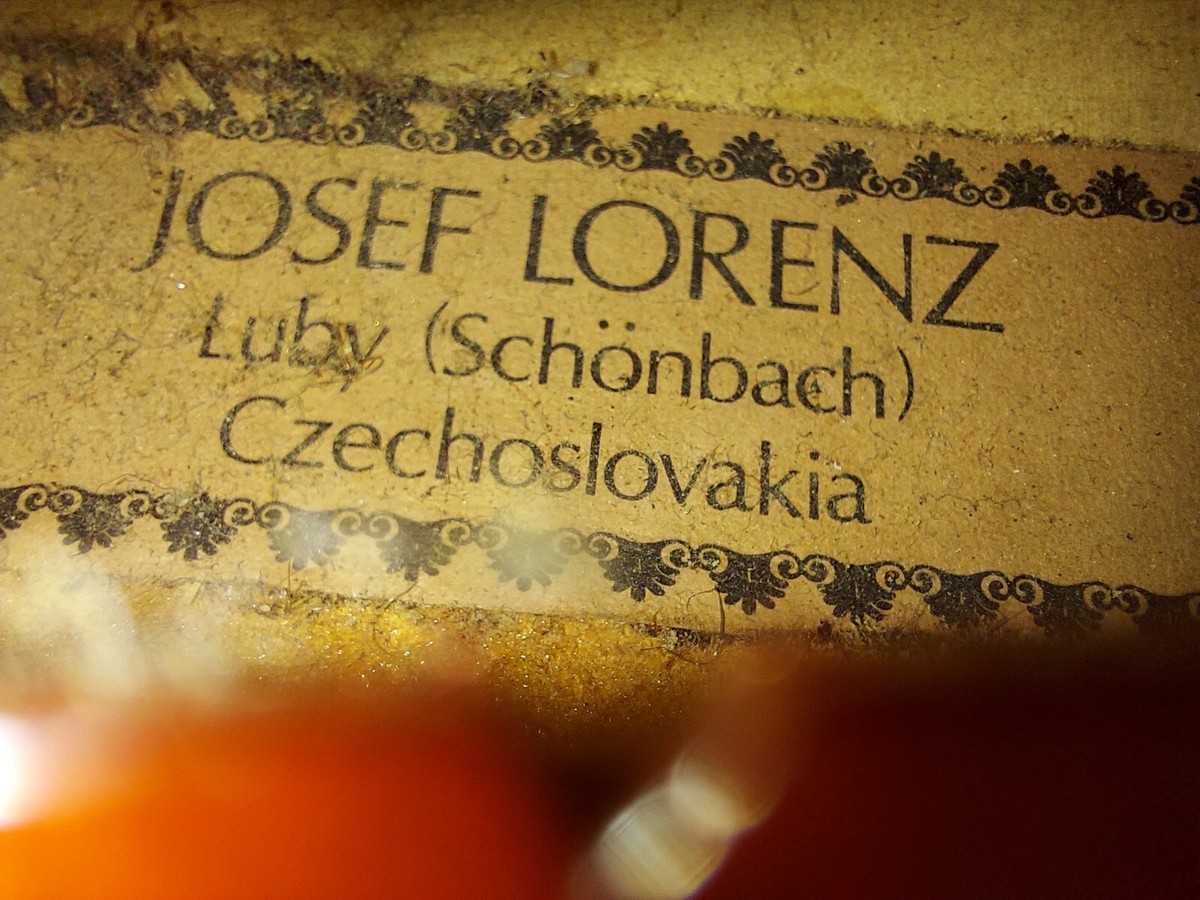 JOSEF LORENZ
Luby (Schönbach)
Czechoslovakia